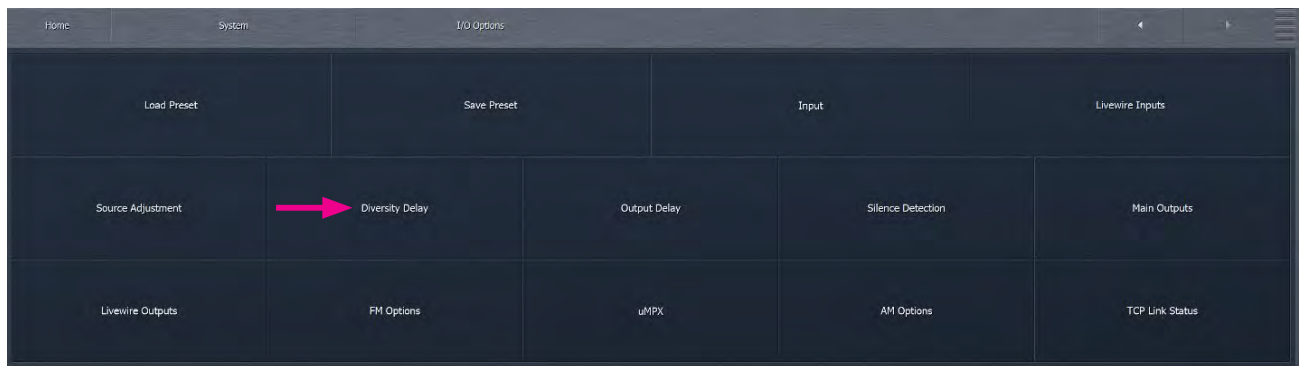 Home System I/O Options
Load Preset Save Preset Input Livewire Inputs
Source Adjustment Diversity Delay Output Delay Silence Detection Main Outputs
Livewire Outputs FM Options uMPX AM Options TCP Link Status